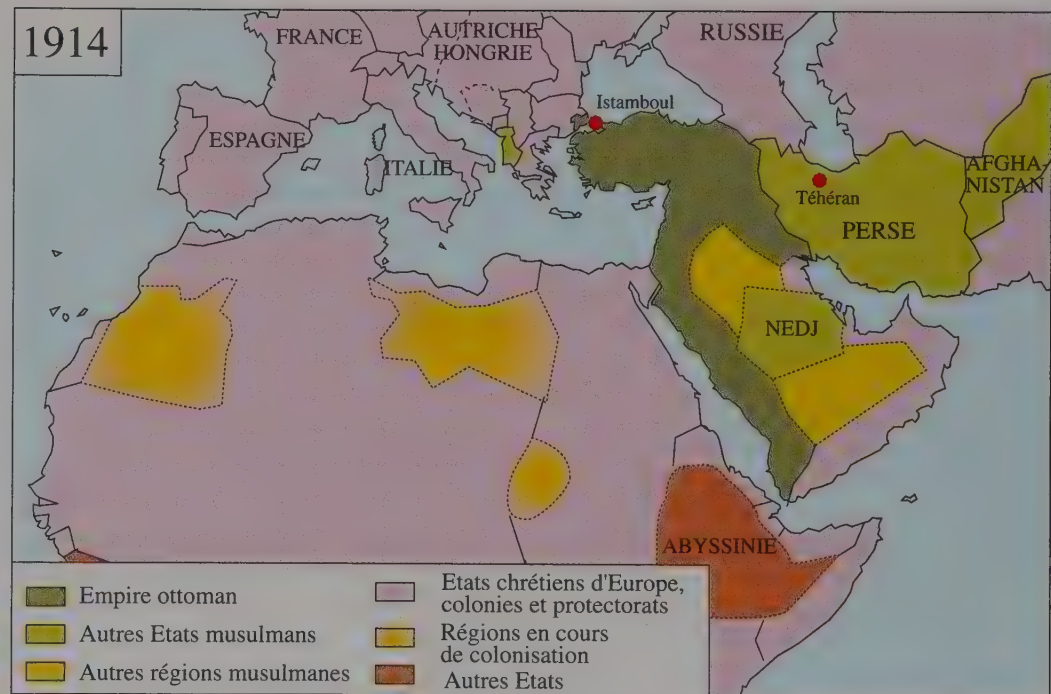 1914
FRANCE
AUTRICHE
HONGRIE
RUSSIE
Istamboul
ESPAGNE
ITALIE
AFGHA-
NISTAN
Téhéran
PERSE
NEDJ
ABYSSINIE
Empire ottoman
Autres Etats musulmans
Autres régions musulmanes
Etats chrétiens d'Europe,
colonies et protectorats
Régions en cours
de colonisation
Autres Etats